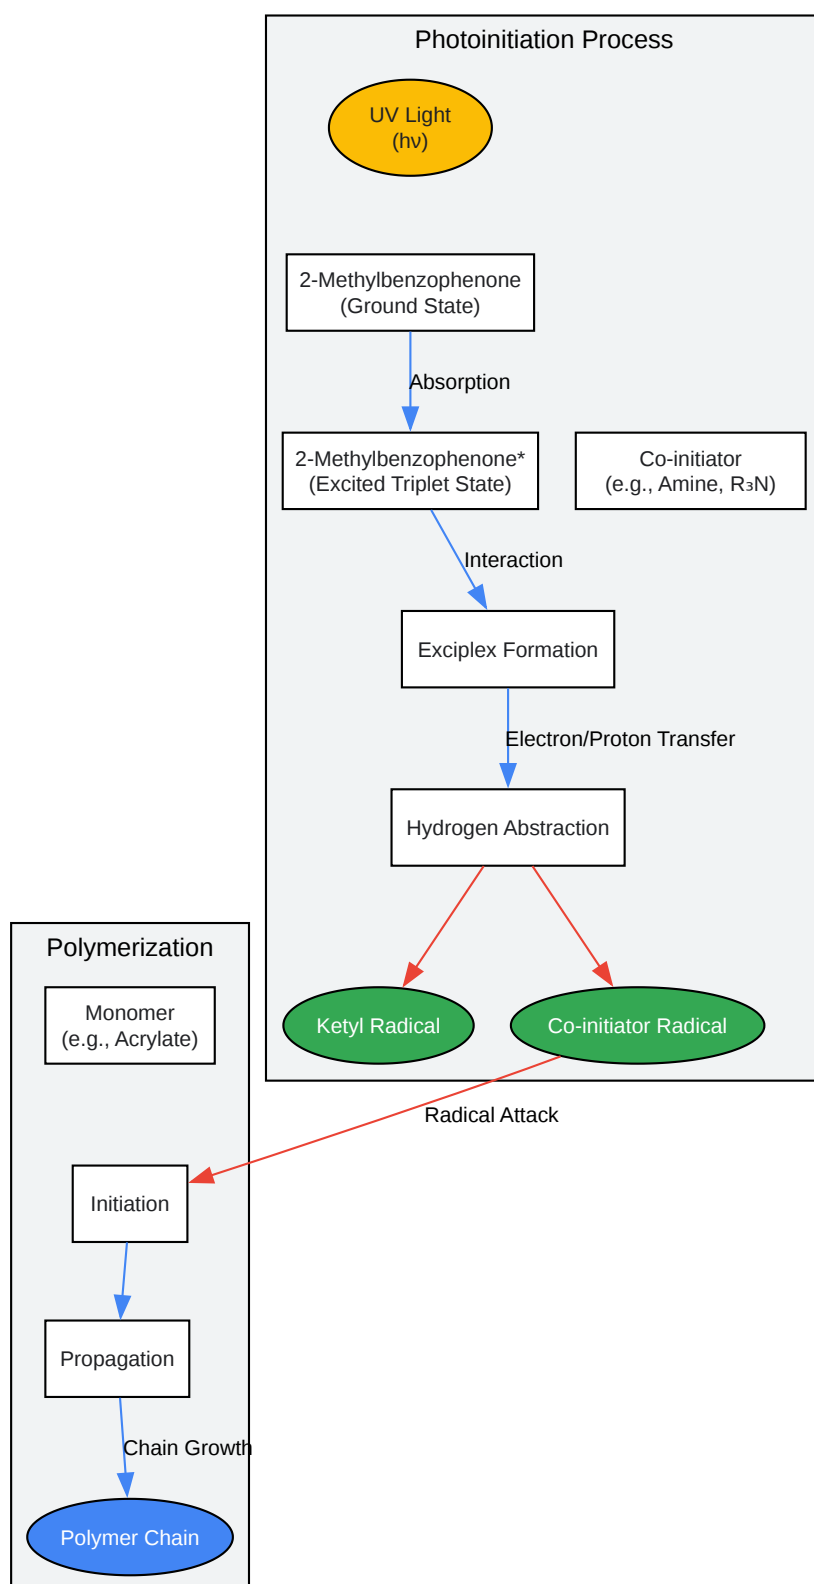 Photoinitiation Process
UV Light
(hν)
2-Methylbenzophenone
(Ground State)
Absorption
2-Methylbenzophenone*
(Excited Triplet State)
Co-initiator
(e.g., Amine, R₃N)
Interaction
Exciplex Formation
Electron/Proton Transfer
Hydrogen Abstraction
Ketyl Radical
Co-initiator Radical
Polymerization
Monomer
(e.g., Acrylate)
Radical Attack
Initiation
Propagation
Chain Growth
Polymer Chain